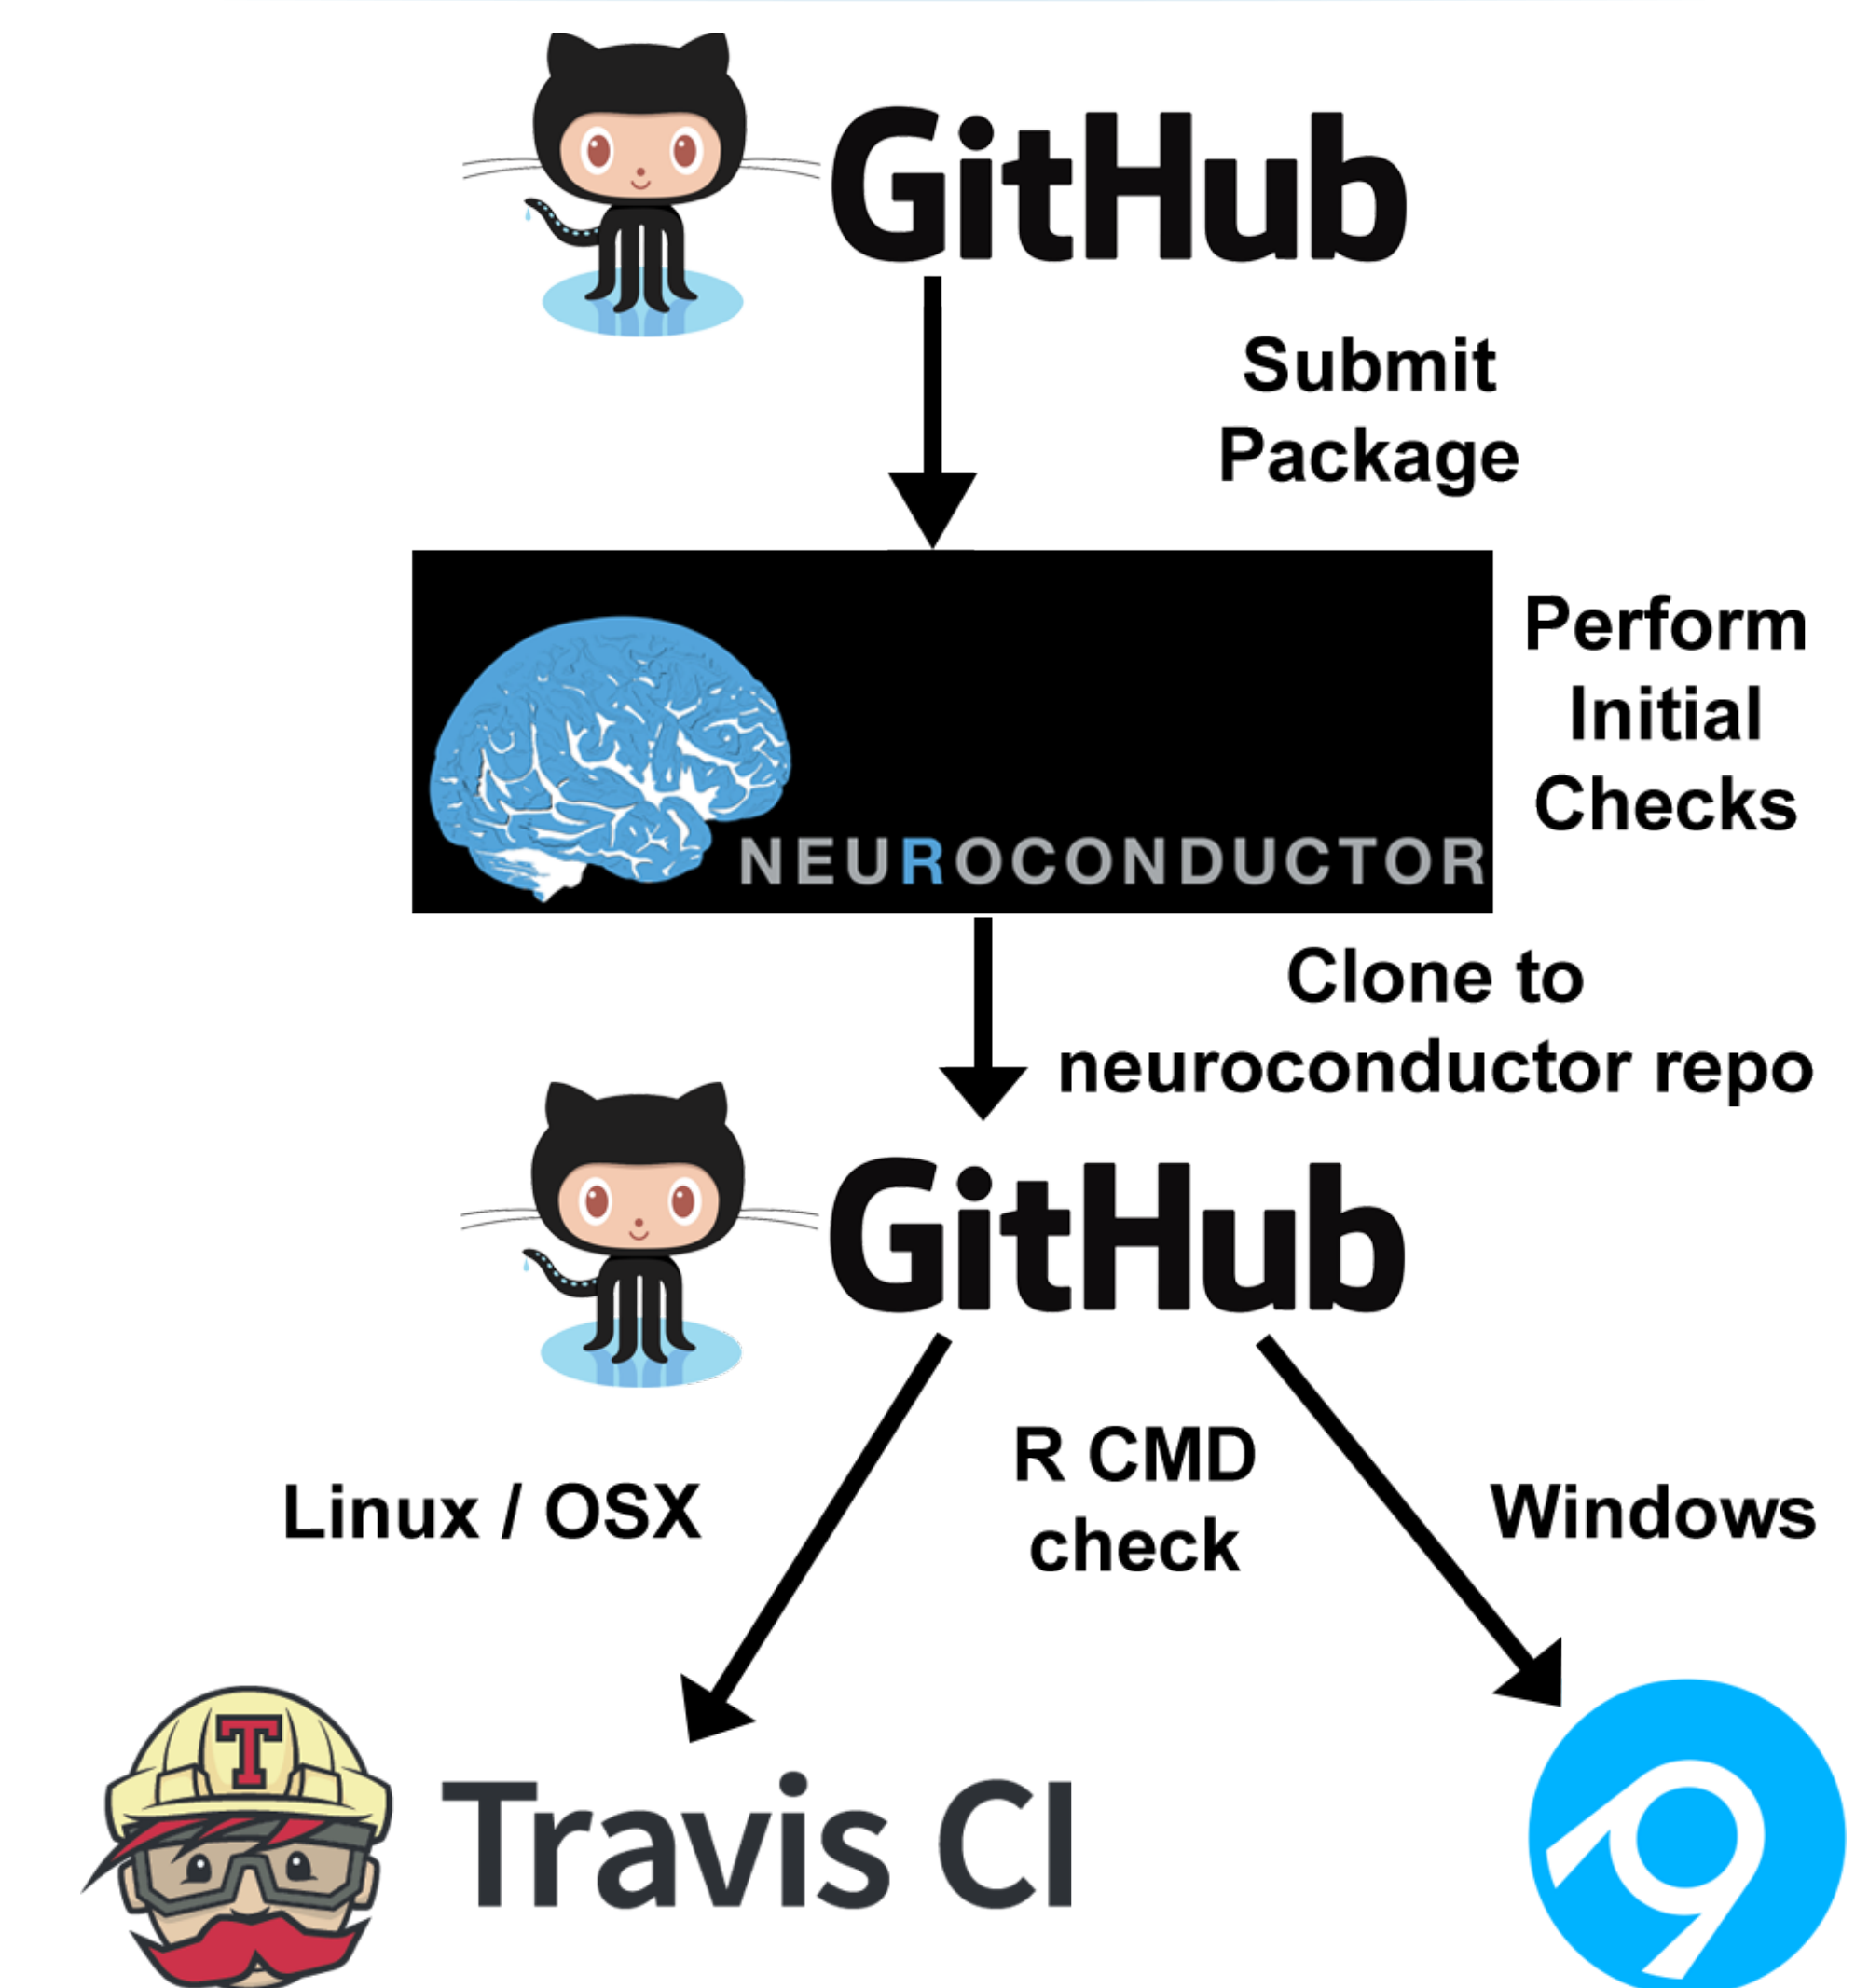 GitHub
Submit
Package
Perform
Initial
Checks
NEUROCONDUCTOR
Clone to
neuroconductor repo
GitHub
R CMD
check
Linux / OSX
Windows
T
Travis CI